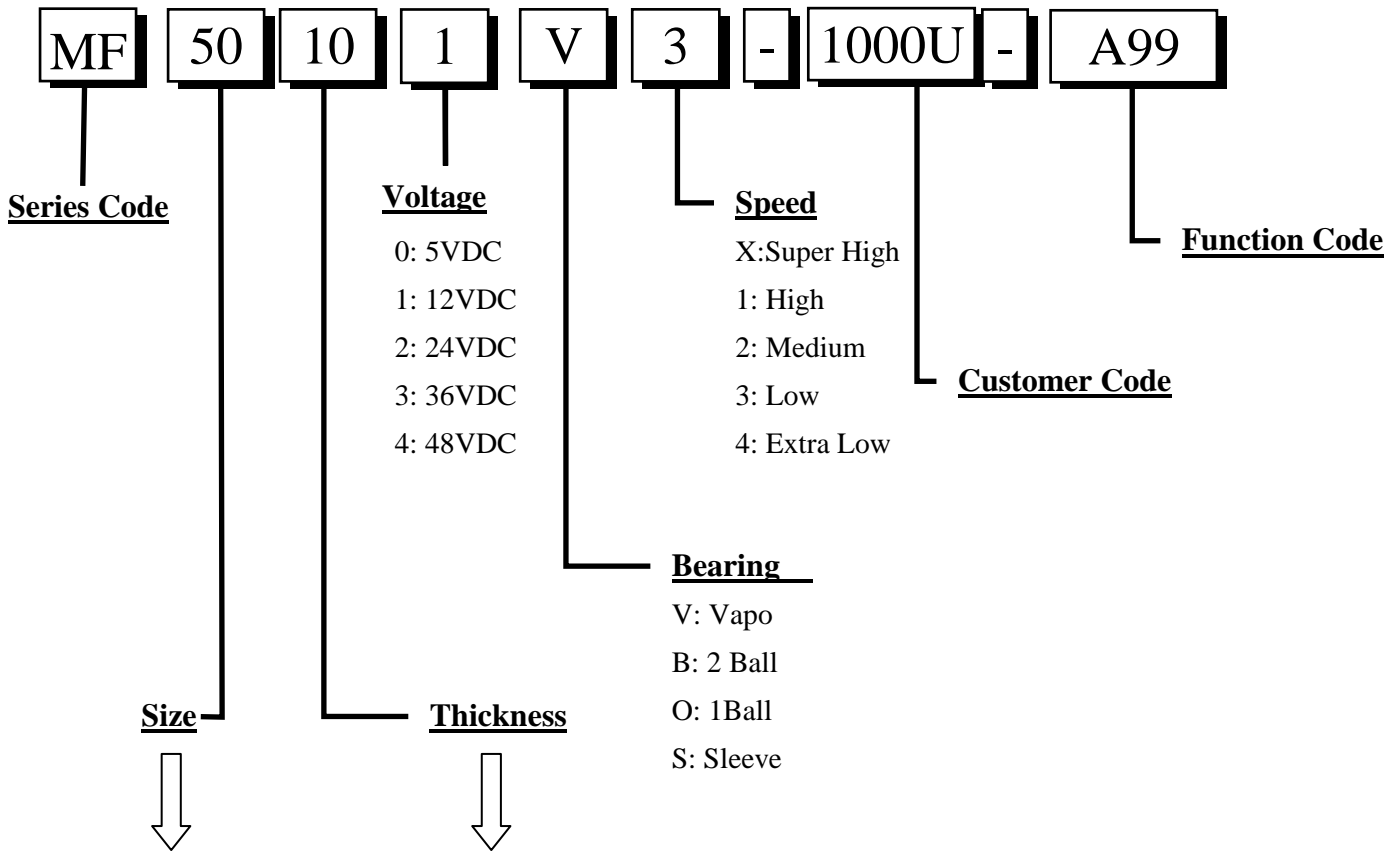 MF 50 10 1 V 3 - 1000U - A99
Series Code
Voltage
0: 5VDC
1: 12VDC
2: 24VDC
3: 36VDC
4: 48VDC
Speed
X:Super High
1: High
2: Medium
3: Low
4: Extra Low
Function Code
Customer Code
Bearing
V: Vapo
B: 2 Ball
O: 1Ball
S: Sleeve
Size
Thickness